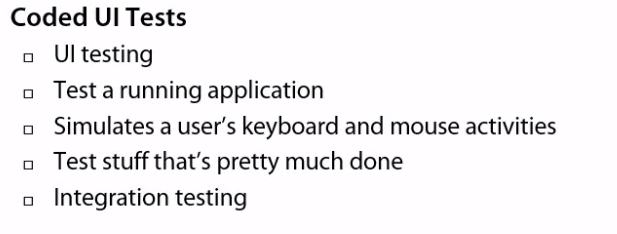 Coded UI Tests
UI testing
Test a running application
Simulates a user's keyboard and mouse activities
Test stuff that's pretty much done
Integration testing